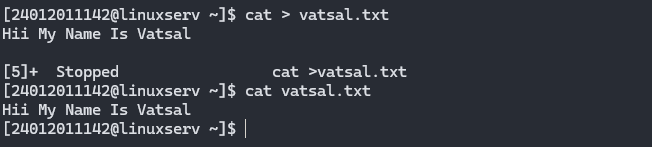 [24012011142@linuxserv ~]$ cat > vatsal.txt
Hii My Name Is Vatsal
[5]+  Stopped                 cat >vatsal.txt
[24012011142@linuxserv ~]$ cat vatsal.txt
Hii My Name Is Vatsal
[24012011142@linuxserv ~]$